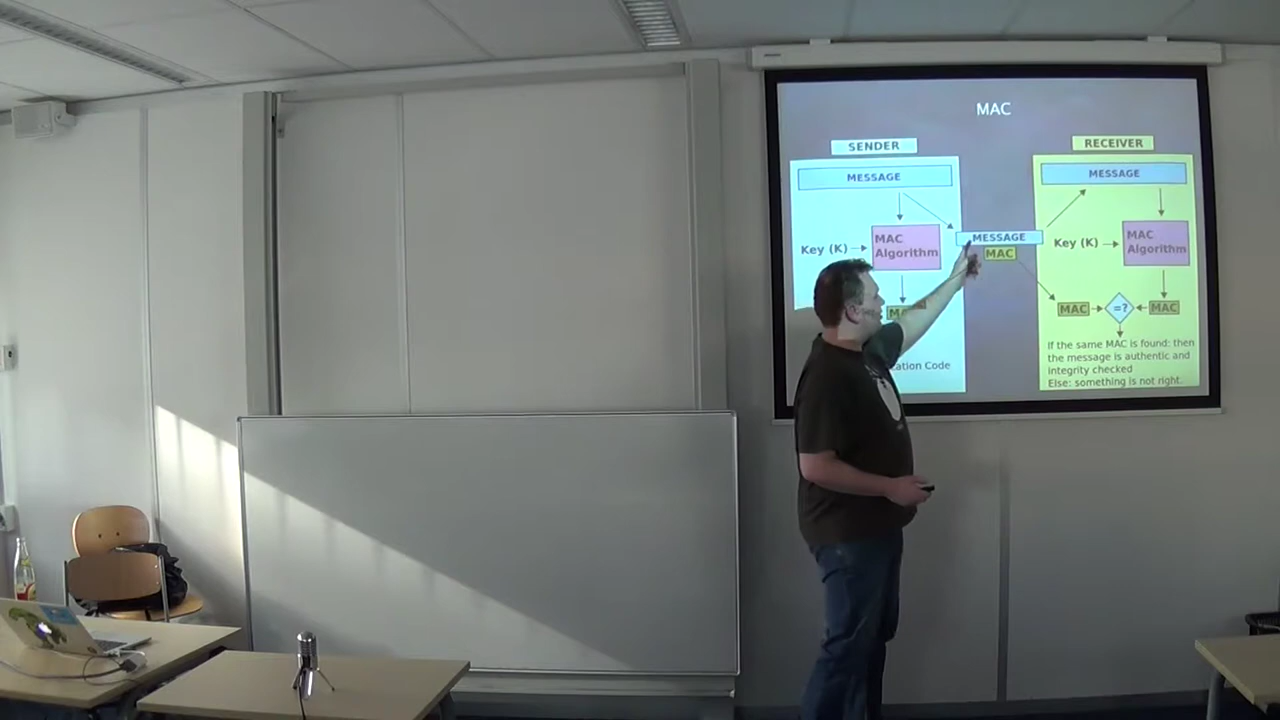 MAC
SENDER
MESSAGE
Key (K)
MAC
Algorithm
cation Code
MESSAGE
MAC
RECEIVER
MESSAGE
Key (K)
MAC
Algorithm
MAC
=?
MAC
If the same MAC is found: then
the message is authentic and
integrity checked
Else: something is not right.